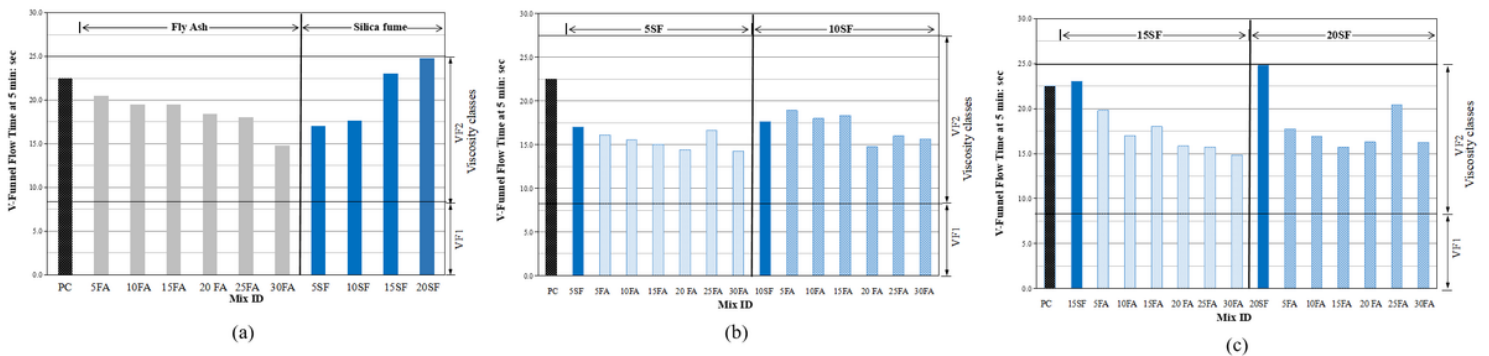 V-Funnel Flow Time at 5 min: sec
30.0
25.0
20.0
15.0
10.0
5.0
0.0
Fly Ash
Silica fume
VF2
VF1
Viscosity classes
PC 5FA 10FA 15FA 20 FA 25FA 30FA 5SF 10SF 15SF 20SF
Mix ID
(a)
V-Funnel Flow Time at 5 min: sec
30.0
25.0
20.0
15.0
10.0
5.0
0.0
5SF
10SF
VF2
VF1
Viscosity classes
PC 5SF 5FA 10FA 15FA 20 FA 25FA 30FA 10SF 5FA 10FA 15FA 20 FA 25FA 30FA
Mix ID
(b)
V-Funnel Flow Time at 5 min: sec
30.0
25.0
20.0
15.0
10.0
5.0
0.0
15SF
20SF
VF2
VF1
Viscosity classes
PC 15SF 5FA 10FA 15FA 20 FA 25FA 30FA 20SF 5FA 10FA 15FA 20 FA 25FA 30FA
Mix ID
(c)